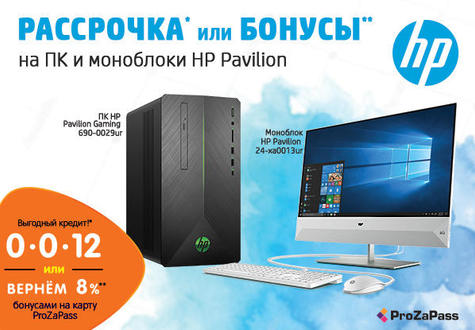 РАССРОЧКА* или БОНУСЫ**
на ПК и моноблоки HP Pavilion
hp
ПК HP
Pavilion Gaming
690-0029ur
Моноблок
HP Pavilion
24-xa0013ur
hp
Выгодный кредит!*
0·0·12
или
ВЕРНЁМ 8%**
бонусами на карту
ProZaPass
ProZaPass